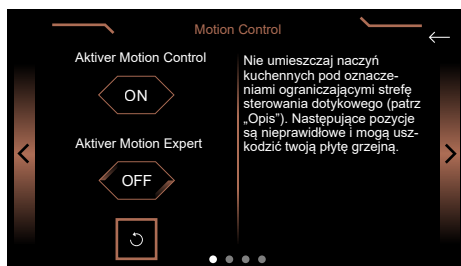 Motion Control
Aktiver Motion Control
ON
Aktiver Motion Expert
OFF
Nie umieszczaj naczyń
kuchennych pod oznacze-
niami ograniczającymi strefę
sterowania dotykowego (patrz
„Opis”). Następujące pozycje
są nieprawidłowe i mogą usz-
kodzić twoją płytę grzejną.